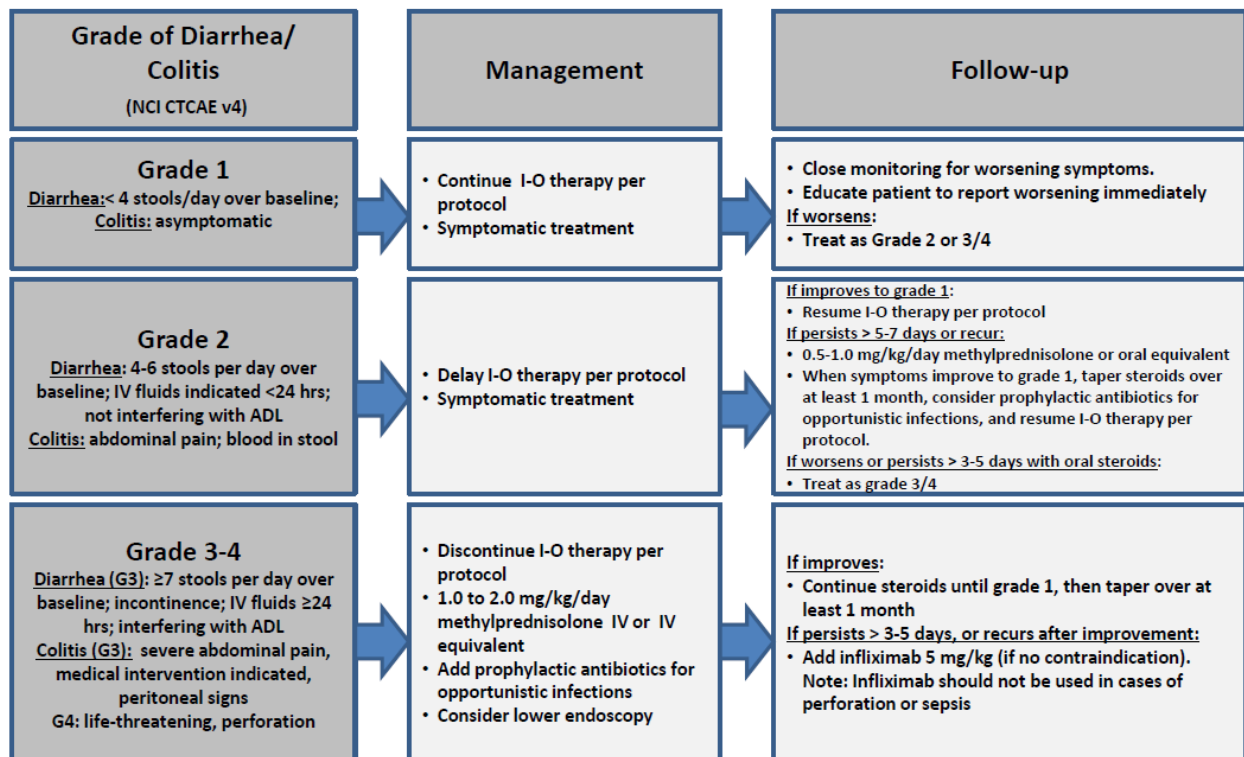 Grade of Diarrhea/
Colitis
(NCI CTCAE v4)
Management
Follow-up
Grade 1
Diarrhea:< 4 stools/day over baseline;
Colitis: asymptomatic
• Continue I-O therapy per
protocol
• Symptomatic treatment
• Close monitoring for worsening symptoms.
• Educate patient to report worsening immediately
If worsens:
• Treat as Grade 2 or 3/4
Grade 2
Diarrhea: 4-6 stools per day over
baseline; IV fluids indicated <24 hrs;
not interfering with ADL
Colitis: abdominal pain; blood in stool
• Delay I-O therapy per protocol
• Symptomatic treatment
If improves to grade 1:
• Resume I-O therapy per protocol
If persists > 5-7 days or recur:
• 0.5-1.0 mg/kg/day methylprednisolone or oral equivalent
• When symptoms improve to grade 1, taper steroids over
at least 1 month, consider prophylactic antibiotics for
opportunistic infections, and resume I-O therapy per
protocol.
If worsens or persists > 3-5 days with oral steroids:
• Treat as grade 3/4
Grade 3-4
Diarrhea (G3): ≥7 stools per day over
baseline; incontinence; IV fluids ≥24
hrs; interfering with ADL
Colitis (G3): severe abdominal pain,
medical intervention indicated,
peritoneal signs
G4: life-threatening, perforation
• Discontinue I-O therapy per
protocol
• 1.0 to 2.0 mg/kg/day
methylprednisolone IV or IV
equivalent
• Add prophylactic antibiotics for
opportunistic infections
• Consider lower endoscopy
If improves:
• Continue steroids until grade 1, then taper over at
least 1 month
If persists > 3-5 days, or recurs after improvement:
• Add infliximab 5 mg/kg (if no contraindication).
Note: Infliximab should not be used in cases of
perforation or sepsis